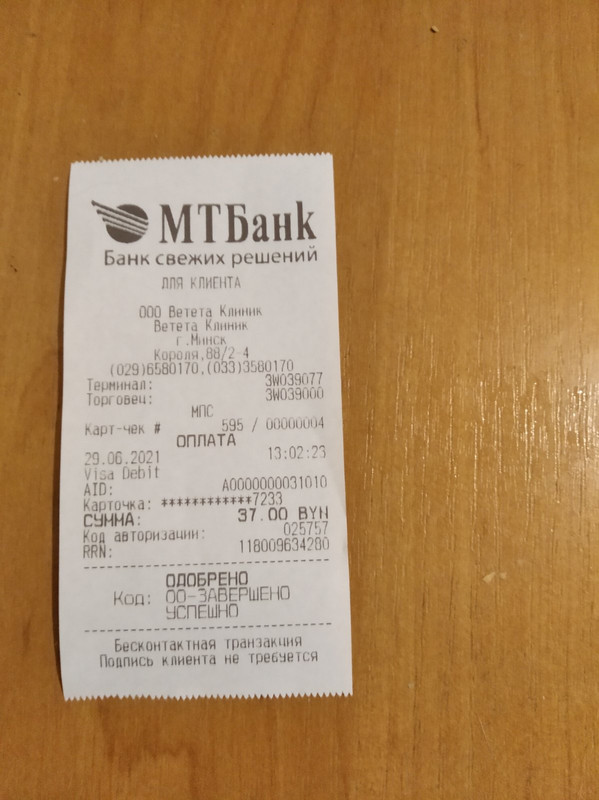 МТБанк
Банк свежих решений
ДЛЯ КЛИЕНТА
ООО Ветета Клиник
Ветета Клиник
г.Минск
Короля,88/2-4
(029)6580170,(033)3580170
Терминал: 3W039077
Торговец: 3W039000
МПС
Карт-чек # 595 / 00000004
ОПЛАТА
29.06.2021 13:02:23
Visa Debit
AID: A0000000031010
Карточка: ************7233
СУММА: 37.00 BYN
Код авторизации: 025757
RRN: 118009634280
ОДОБРЕНО
Код: 00-ЗАВЕРШЕНО
УСПЕШНО
Бесконтактная транзакция
Подпись клиента не требуется